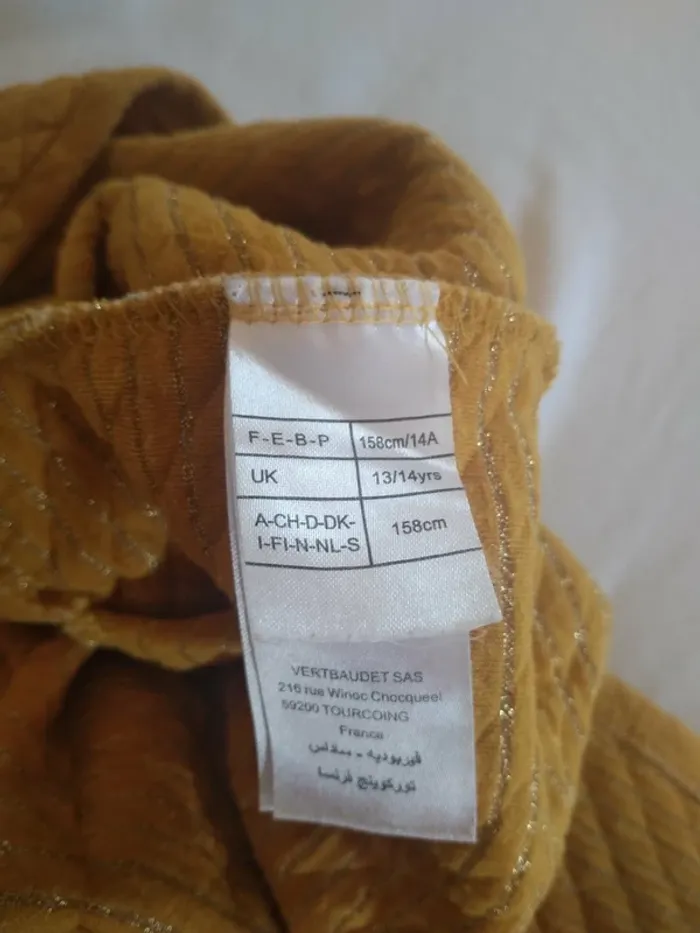 F-E-B-P 158cm/14A
UK 13/14yrs
A-CH-D-DK- 158cm
I-FI-N-NL-S
VERTBAUDET SAS
216 rue Winoc Chocqueel
59200 TOURCOING
France
فيربوديه - ساس
توركوينج فرنسا